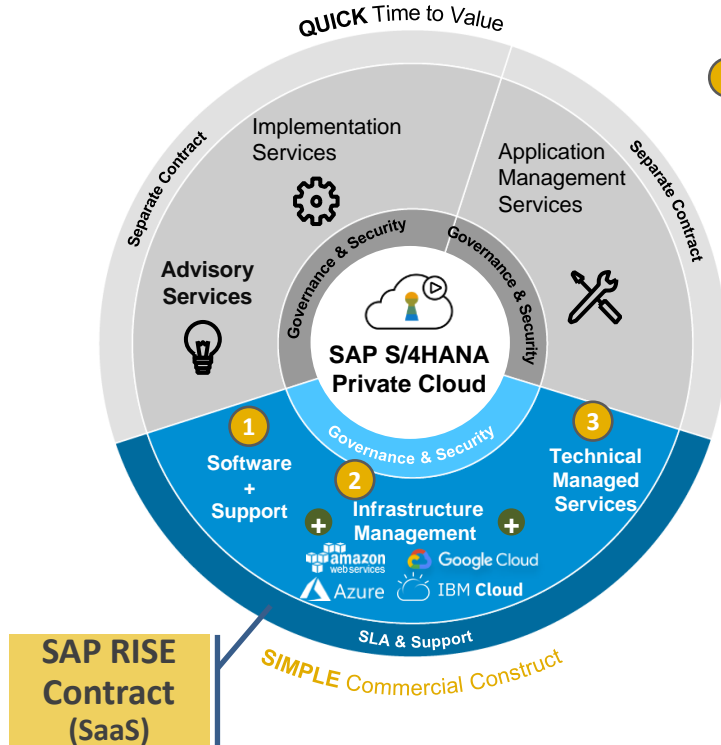 QUICK Time to Value
Separate Contract
Implementation
Services
Application
Management
Services
Separate Contract
Advisory
Services
Governance & Security
Governance & Security
SAP S/4HANA
Private Cloud
Governance & Security
1
Software
+
Support
+
2
Infrastructure
Management
+
3
Technical
Managed
Services
amazon
webservices
Google Cloud
Azure
IBM Cloud
SLA & Support
SIMPLE Commercial Construct
SAP RISE
Contract
(SaaS)